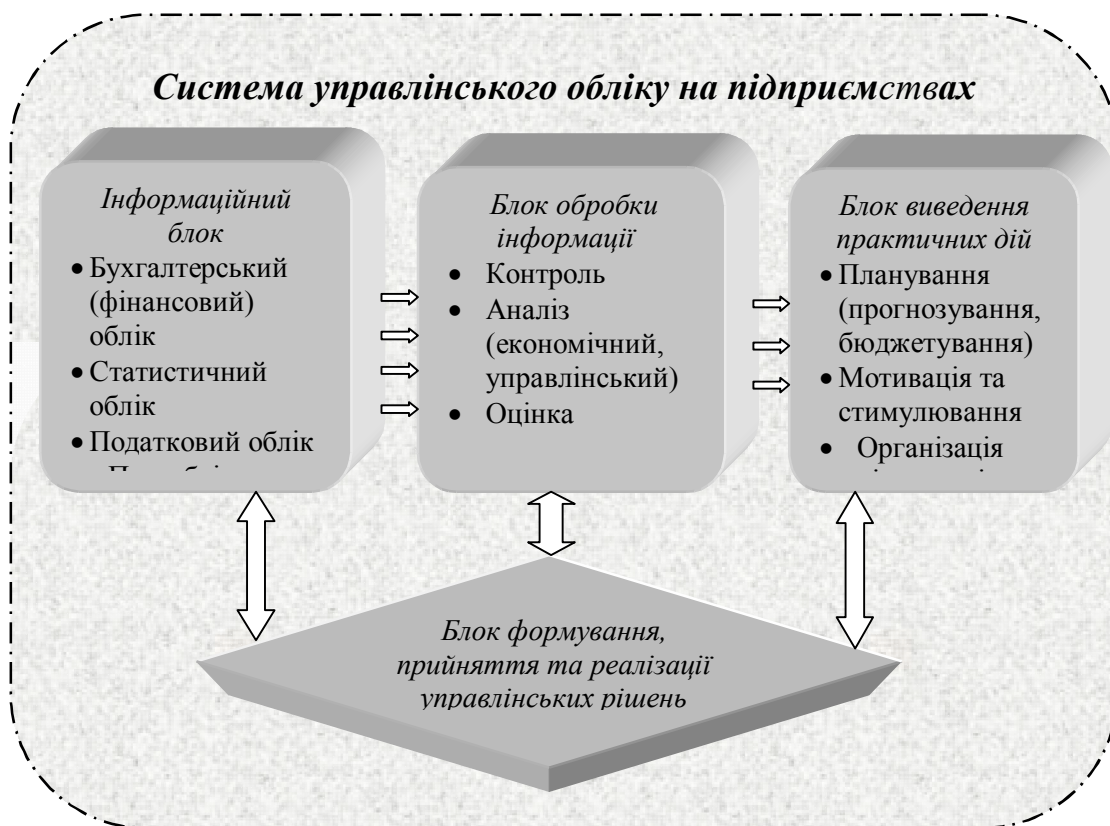 Система управлінського обліку на підприємствах
Інформаційний
блок
• Бухгалтерський
(фінансовий)
облік
• Статистичний
облік
• Податковий облік
Блок обробки
інформації
• Контроль
• Аналіз
(економічний,
управлінський)
• Оцінка
Блок виведення
практичних дій
• Планування
(прогнозування,
бюджетування)
• Мотивація та
стимулювання
• Організація
Блок формування,
прийняття та реалізації
управлінських рішень